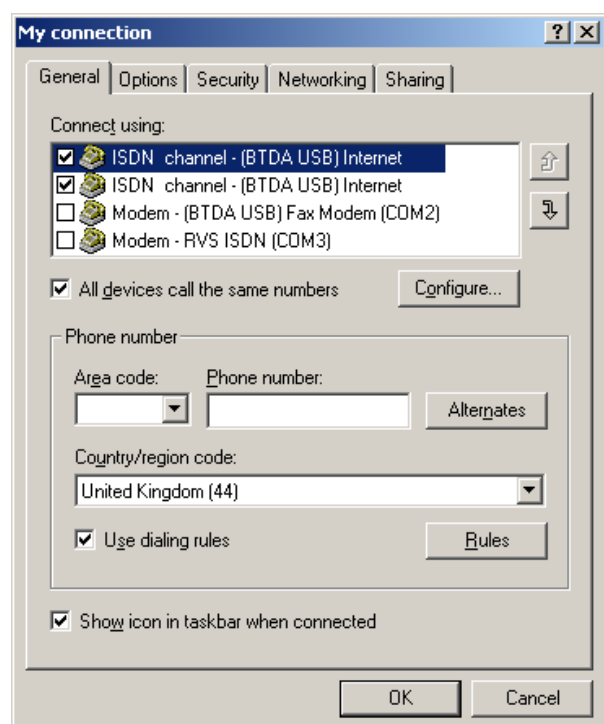 My connection
General Options Security Networking Sharing
Connect using:
ISDN channel - (BTDA USB) Internet
ISDN channel - (BTDA USB) Internet
Modem - (BTDA USB) Fax Modem (COM2)
Modem - RVS ISDN (COM3)
All devices call the same numbers Configure...
Phone number
Area code: Phone number:
Alternates
Country/region code:
United Kingdom (44)
Use dialing rules Rules
Show icon in taskbar when connected
OK Cancel